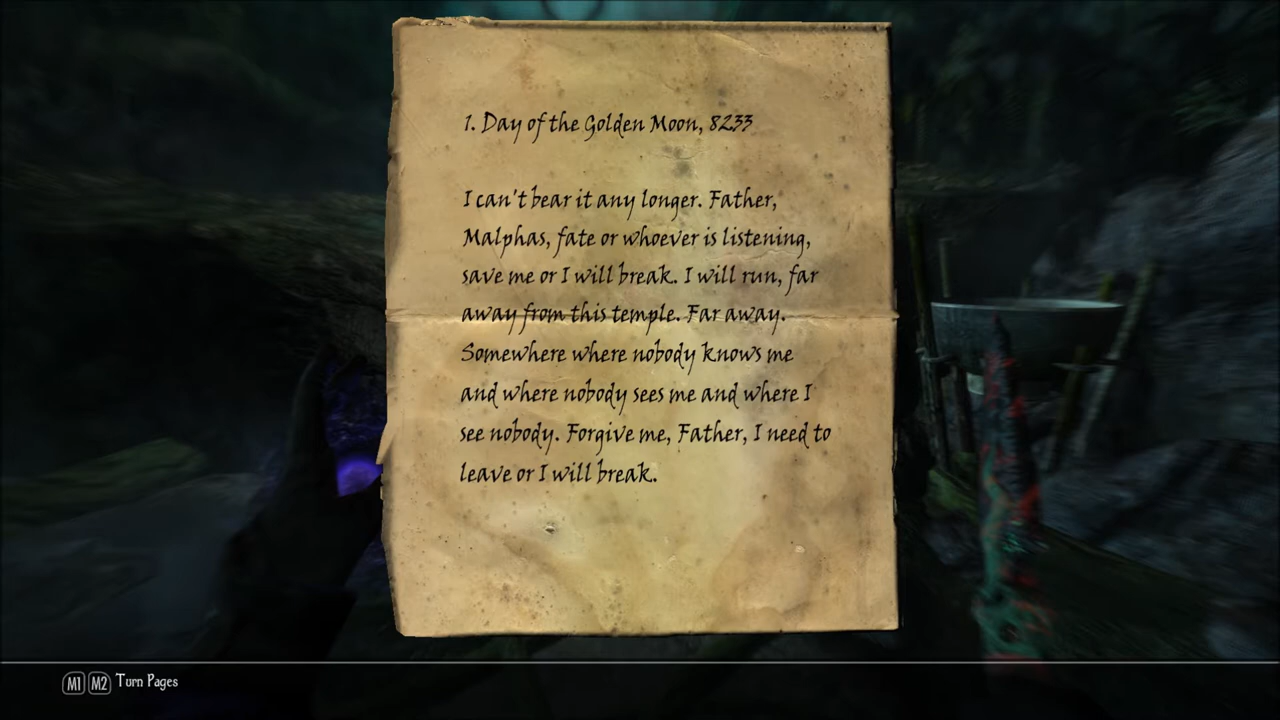 1. Day of the Golden Moon, 8233
I can't bear it any longer. Father,
Malphas, fate or whoever is listening,
save me or I will break. I will run, far
away from this temple. Far away.
Somewhere where nobody knows me
and where nobody sees me and where I
see nobody. Forgive me, Father, I need to
leave or I will break.
M1 M2 Turn Pages